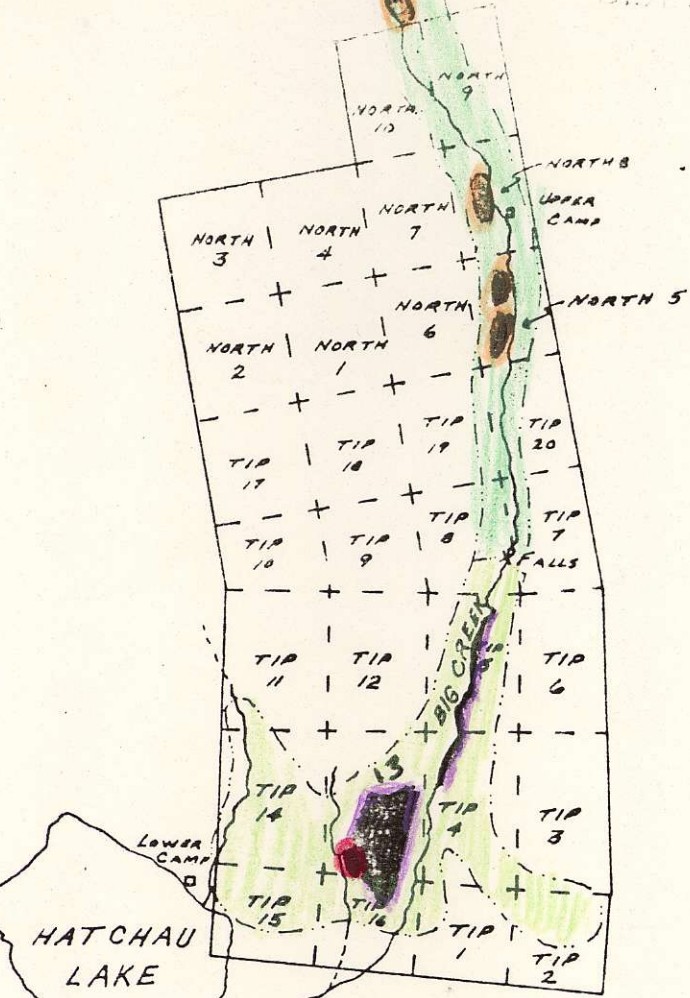 NORTH
9
NORTH
10
NORTH 8
UPPER
CAMP
NORTH
7
NORTH
4
NORTH
3
NORTH 5
NORTH
6
NORTH
1
NORTH
2
TIP
20
TIP
19
TIP
18
TIP
17
TIP
7
TIP
8
TIP
9
TIP
10
FALLS
BIG CREEK
TIP
6
TIP
12
TIP
11
13
TIP
14
TIP
4
TIP
3
LOWER
CAMP
TIP
15
TIP
16
TIP
1
TIP
2
HATCHAU
LAKE